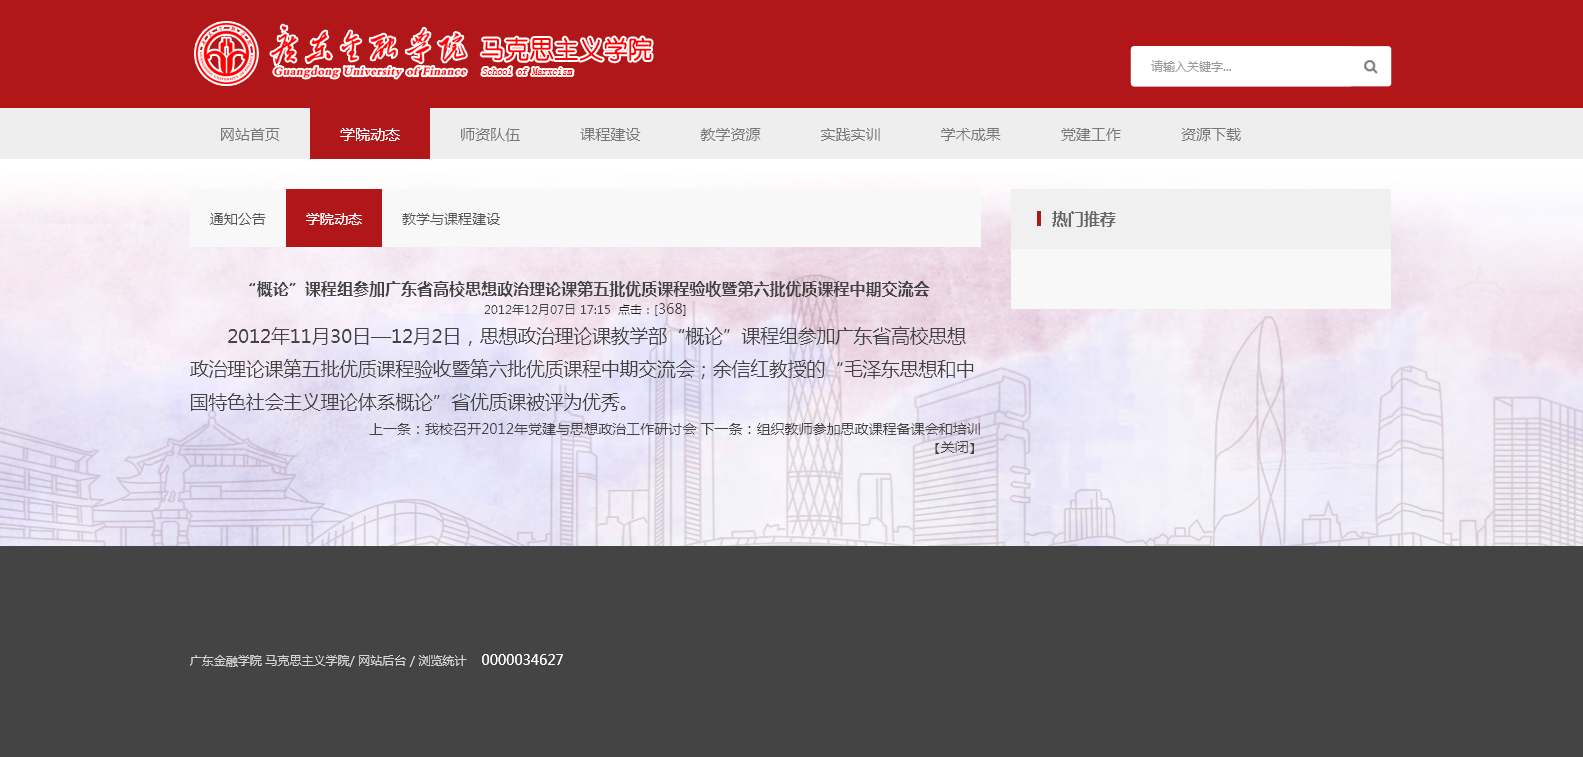 广东金融学院 马克思主义学院
Guangdong University of Finance School of Marxism
请输入关键字...
网站首页 学院动态 师资队伍 课程建设 教学资源 实践实训 学术成果 党建工作 资源下载
通知公告 学院动态 教学与课程建设
热门推荐
“概论”课程组参加广东省高校思想政治理论课第五批优质课程验收暨第六批优质课程中期交流会
2012年12月07日 17:15 点击：[368]
2012年11月30日—12月2日，思想政治理论课教学部“概论”课程组参加广东省高校思想
政治理论课第五批优质课程验收暨第六批优质课程中期交流会；余信红教授的“毛泽东思想和中
国特色社会主义理论体系概论”省优质课被评为优秀。
上一条：我校召开2012年党建与思想政治工作研讨会 下一条：组织教师参加思政课程备课会和培训
【关闭】
广东金融学院 马克思主义学院/ 网站后台 / 浏览统计 0000034627